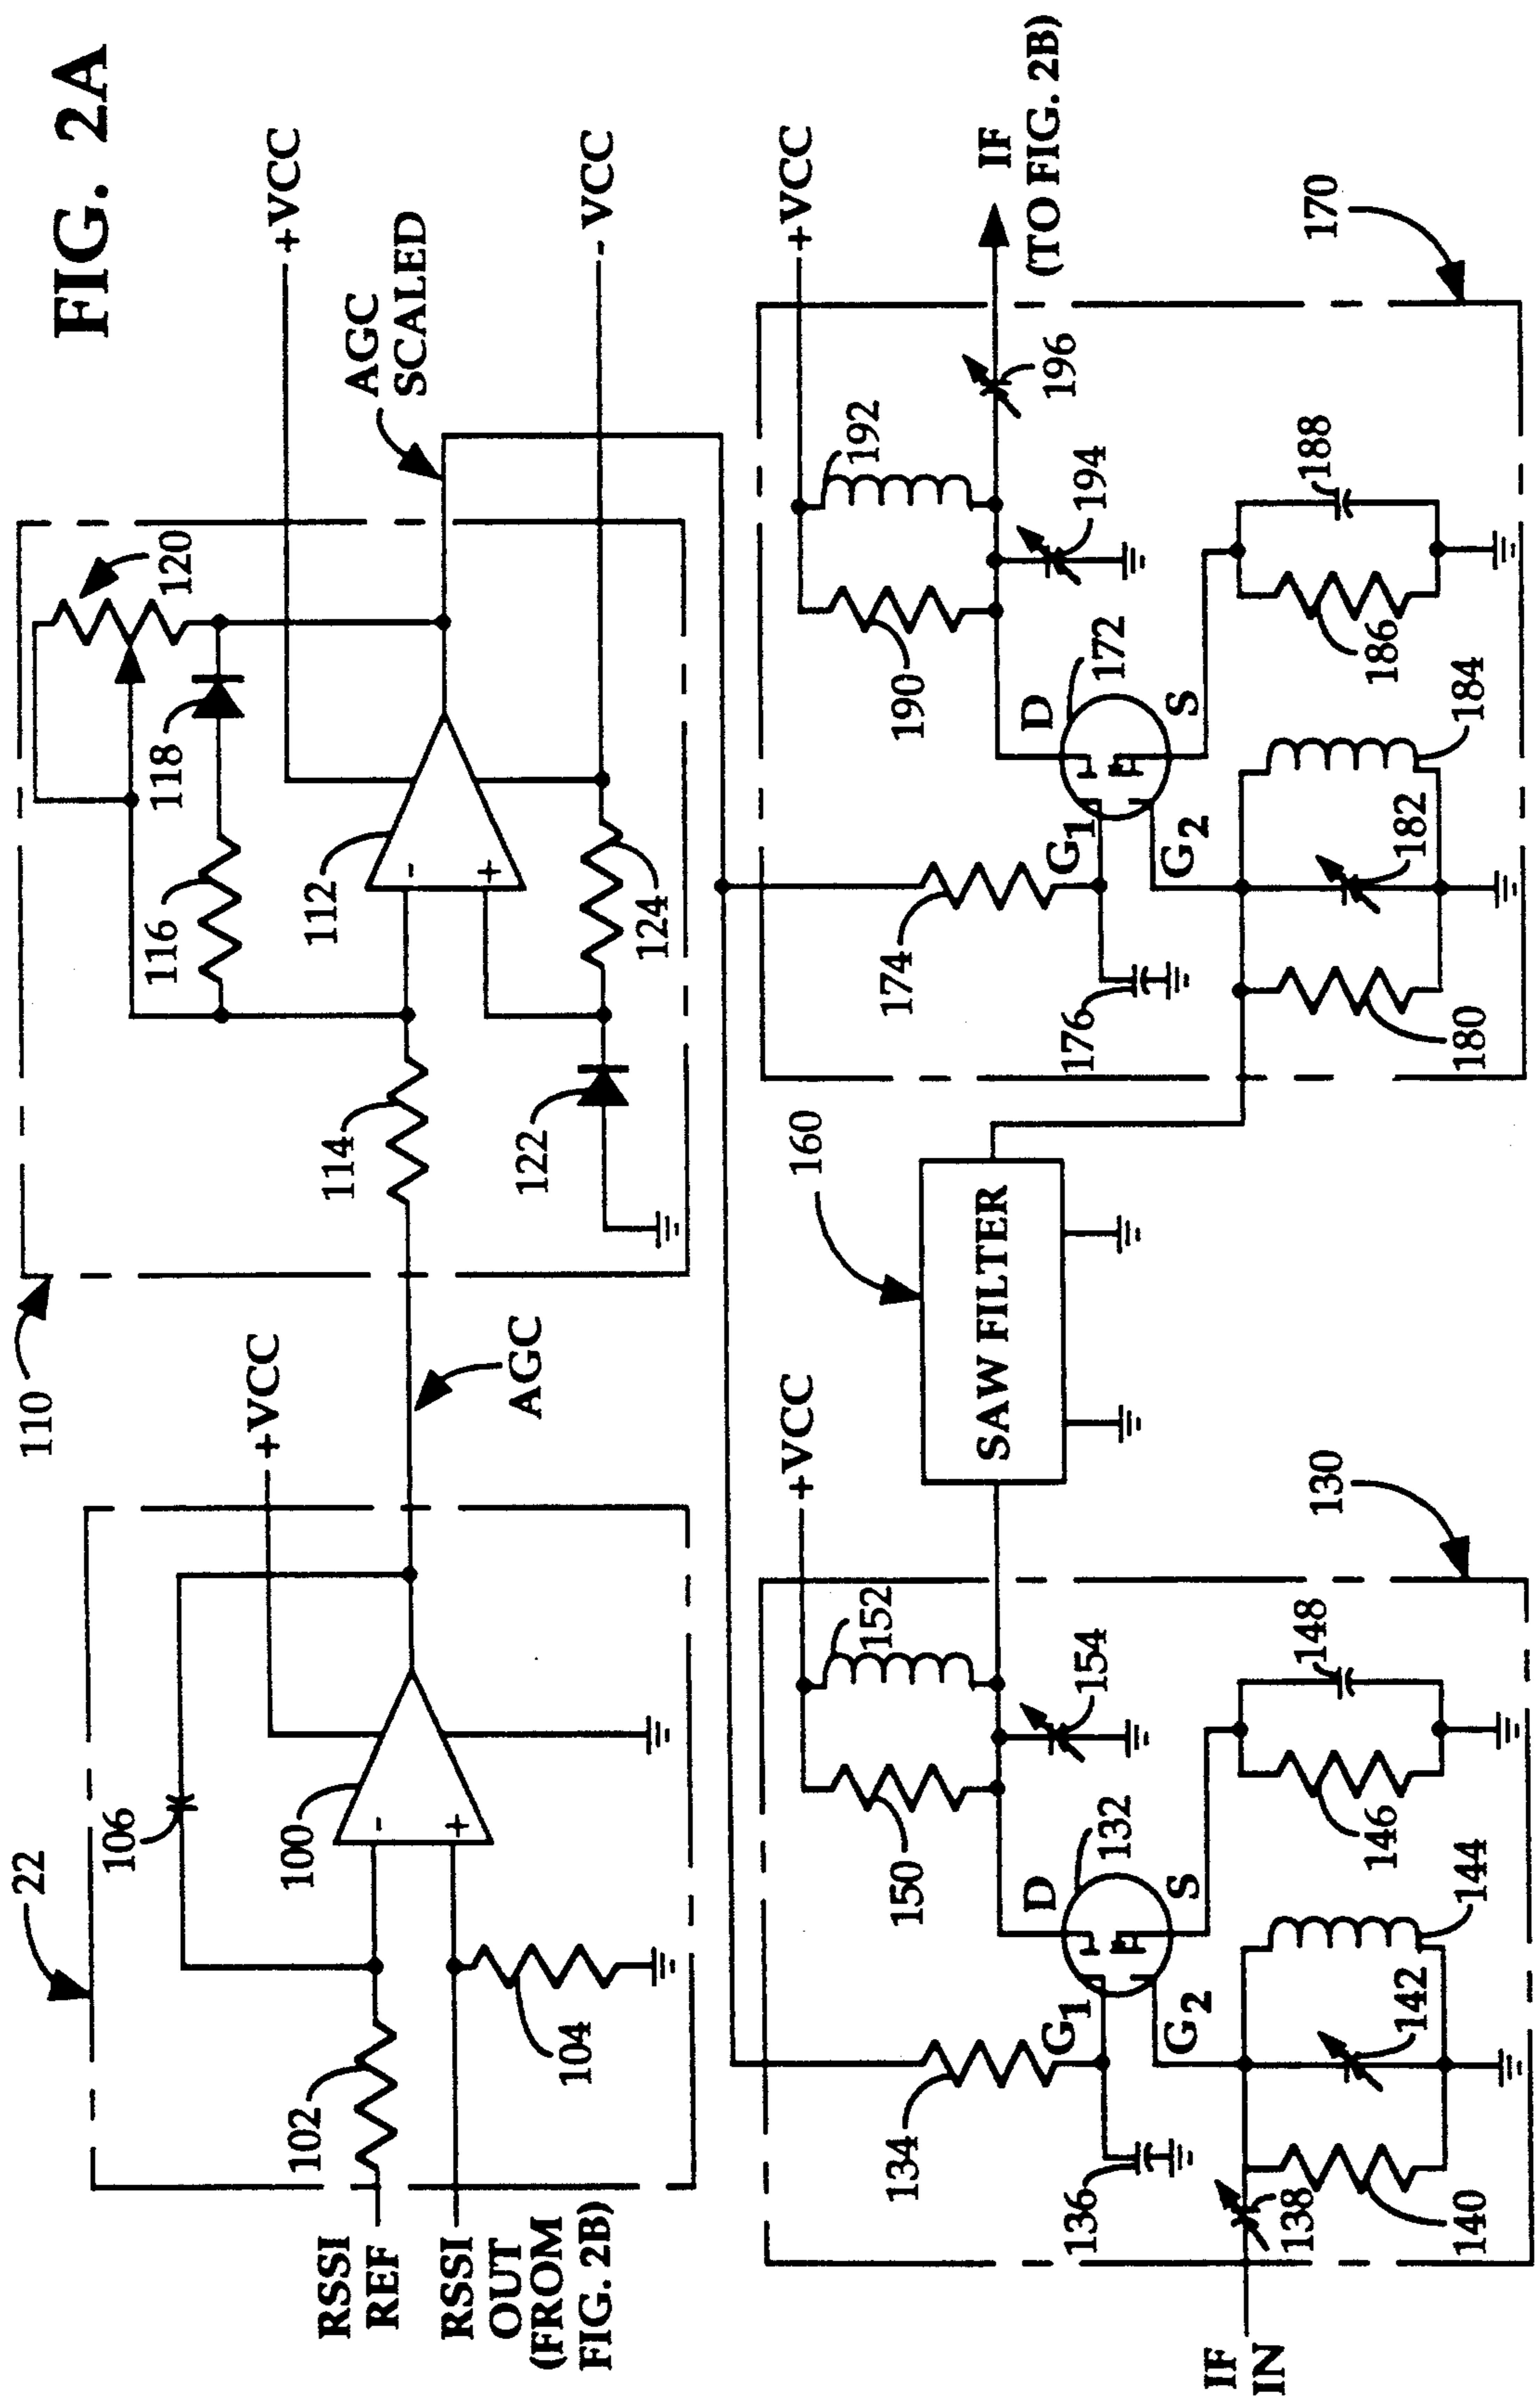 FIG. 2A
22
106
+VCC
100
-
+
102
104
RSSI
REF
RSSI
OUT
(FROM
FIG. 2B)
AGC
110
120
118
116
112
-
+
114
122
124
+VCC
AGC
SCALED
- VCC
130
+VCC
152
150
154
132
D
S
G1
G2
134
136
138
140
142
144
146
148
IF
IN
160
SAW FILTER
170
+VCC
192
190
194
196
IF
(TO FIG. 2B)
172
D
S
G1
G2
174
176
180
182
184
186
188